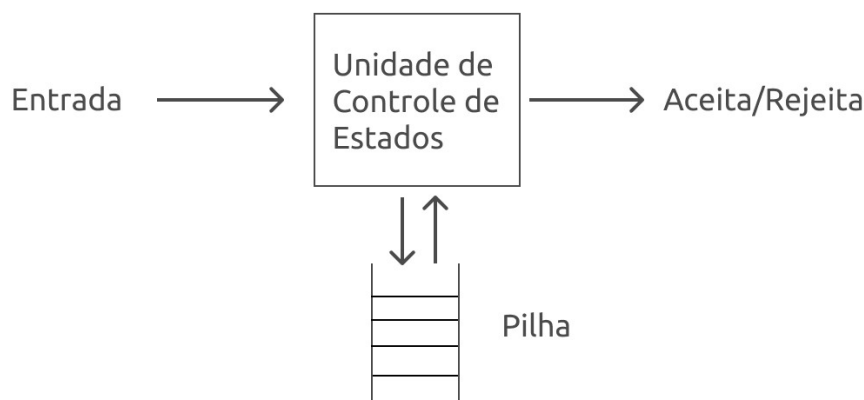 Entrada
Unidade de
Controle de
Estados
Aceita/Rejeita
Pilha